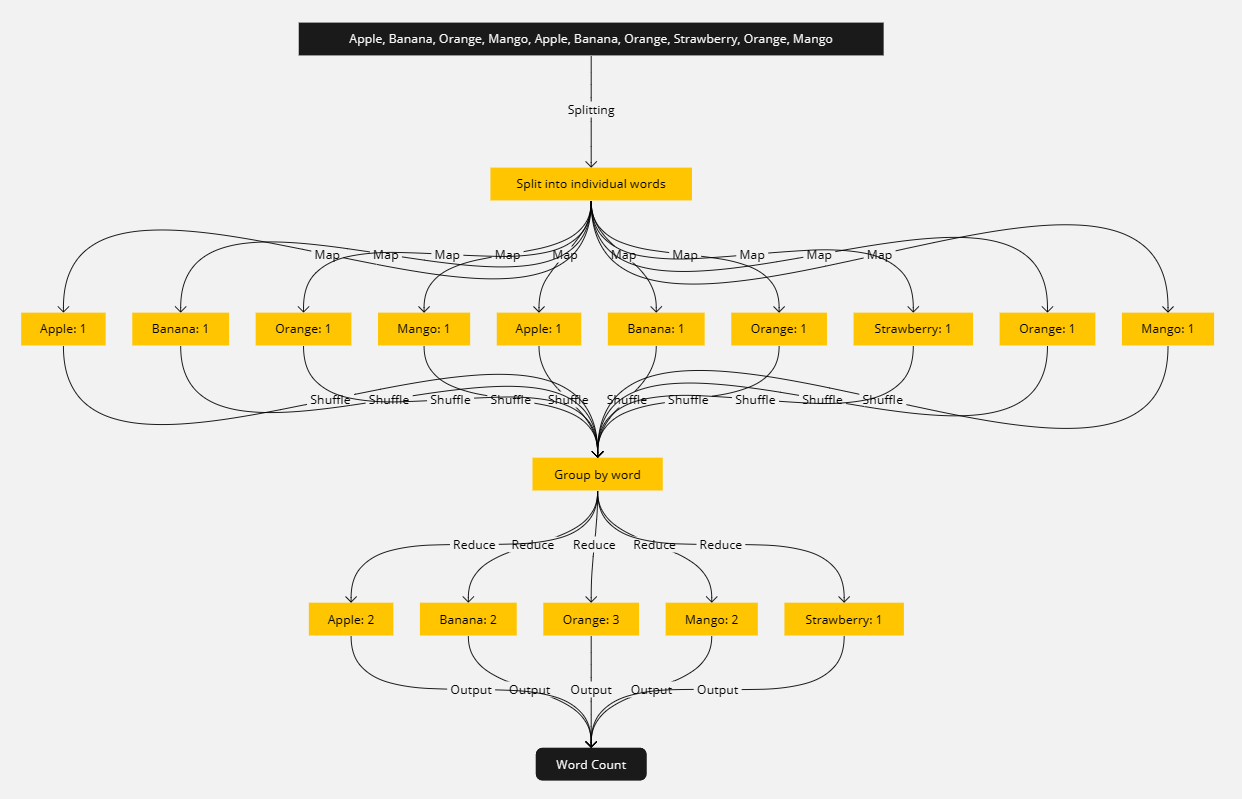 Apple, Banana, Orange, Mango, Apple, Banana, Orange, Strawberry, Orange, Mango
Splitting
Split into individual words
Map Map Map Map Map Map Map Map Map Map
Apple: 1 Banana: 1 Orange: 1 Mango: 1 Apple: 1 Banana: 1 Orange: 1 Strawberry: 1 Orange: 1 Mango: 1
Shuffle Shuffle Shuffle Shuffle Shuffle Shuffle Shuffle Shuffle Shuffle Shuffle
Group by word
Reduce Reduce Reduce Reduce Reduce
Apple: 2 Banana: 2 Orange: 3 Mango: 2 Strawberry: 1
Output Output Output Output Output
Word Count